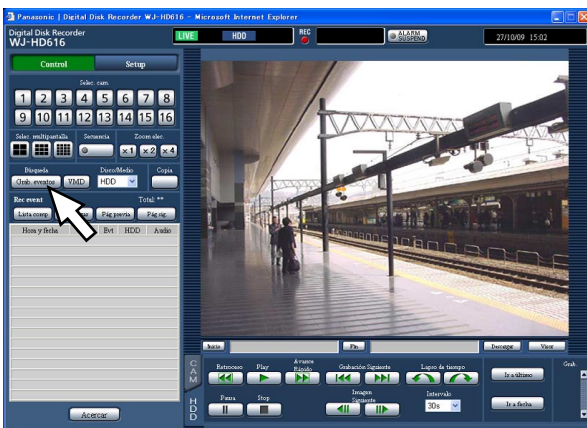 Panasonic | Digital Disk Recorder WJ-HD616 - Microsoft Internet Explorer
Digital Disk Recorder
WJ-HD616
LIVE HDD REC ALARM SUSPEND 27/10/09 15:02
Control Setup
Selec. cam.
1 2 3 4 5 6 7 8
9 10 11 12 13 14 15 16
Selec. multipantalla Secuencia Zoom elec.
x1 x2 x4
Búsqueda Disco/Medio Copia
Grab. eventos VMD HDD
Rec event Total: **
Lista comp Pág previa Pág sig.
Hora y fecha Evt HDD Audio
Acercar
Inicio Fin Descargar Visor
CAM
Retroceso Play Avance Rápido Grabación Siguiente Lapso de tiempo
Ir a último
Grab.
HDD
Pausa Stop Imagen Siguiente Intervalo
30s
Ir a fecha